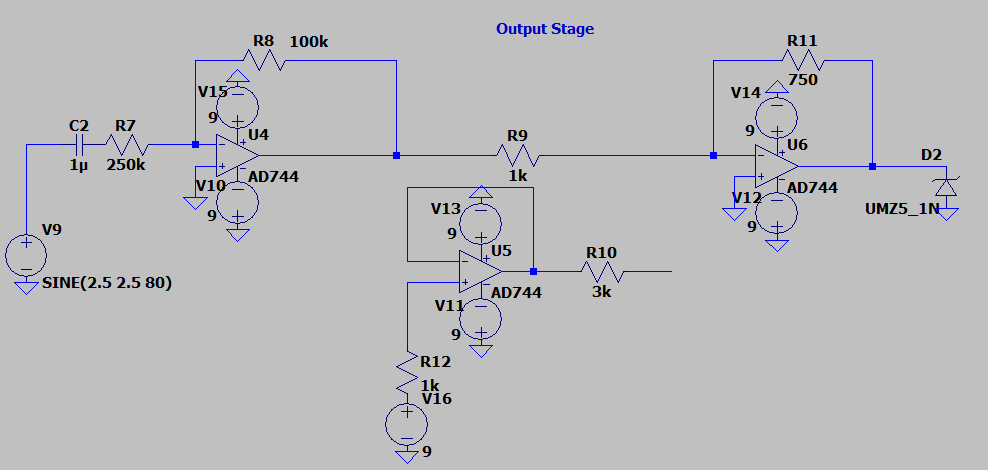 Output Stage
R8 100k
R11
750
V15
9
V14
9
C2
1µ
R7
250k
U4
AD744
V10
9
R9
1k
U6
AD744
V12
9
D2
UMZ5_1N
V13
9
U5
AD744
V11
9
R10
3k
V9
SINE(2.5 2.5 80)
R12
1k
V16
9